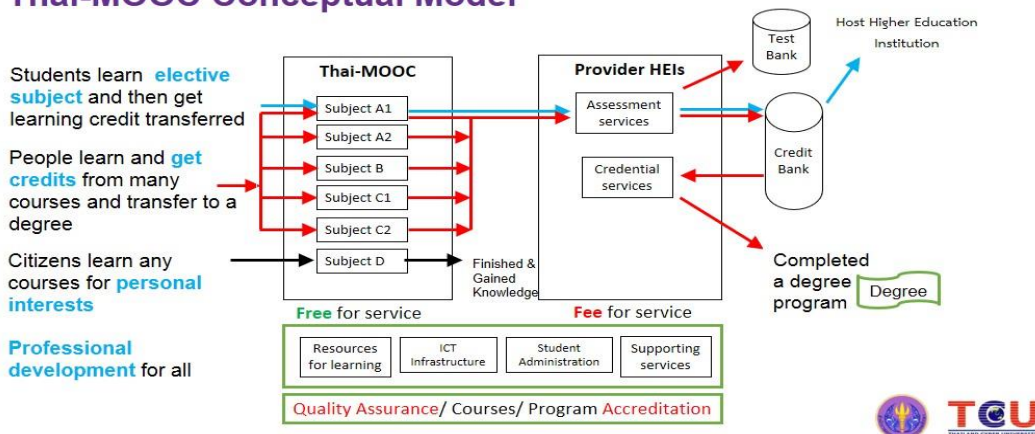 Thai-MOOC Conceptual Model
Students learn elective
subject and then get
learning credit transferred
People learn and get
credits from many
courses and transfer to a
degree
Citizens learn any
courses for personal
interests
Professional
development for all
Thai-MOOC
Subject A1
Subject A2
Subject B
Subject C1
Subject C2
Subject D
Finished &
Gained
Knowledge
Free for service
Provider HEIs
Assessment
services
Credential
services
Fee for service
Test
Bank
Credit
Bank
Host Higher Education
Institution
Completed
a degree
program
Degree
Resources
for learning
ICT
Infrastructure
Student
Administration
Supporting
services
Quality Assurance/ Courses/ Program Accreditation
TCU